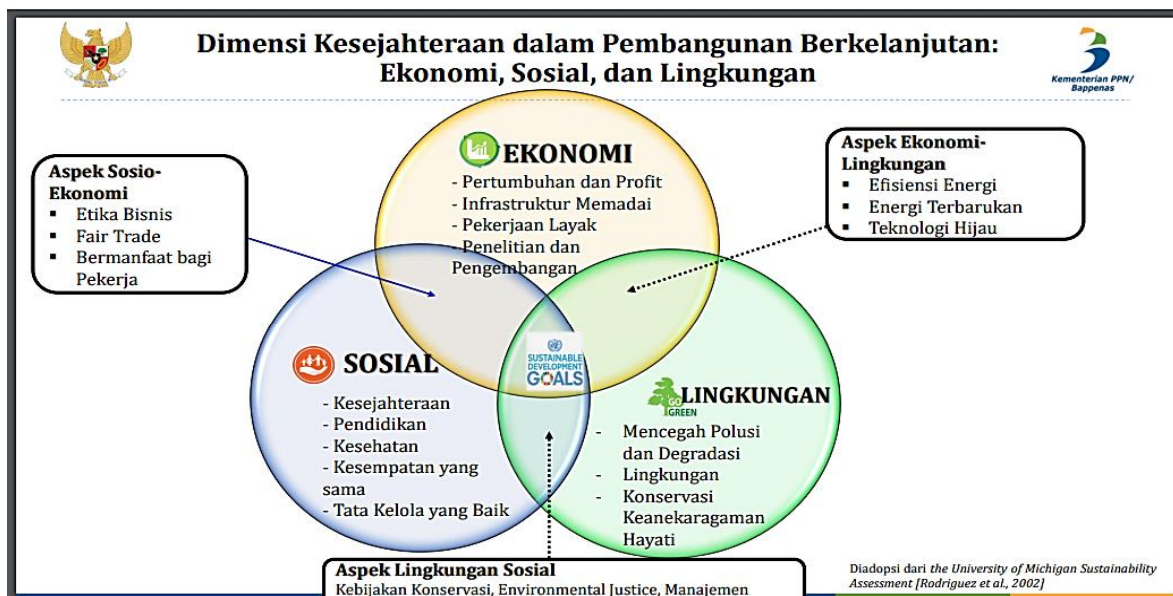 Dimensi Kesejahteraan dalam Pembangunan Berkelanjutan:
Ekonomi, Sosial, dan Lingkungan
Kementerian PPN/
Bappenas
Aspek Sosio-
Ekonomi
▪ Etika Bisnis
▪ Fair Trade
▪ Bermanfaat bagi
Pekerja
EKONOMI
- Pertumbuhan dan Profit
- Infrastruktur Memadai
- Pekerjaan Layak
- Penelitian dan
Pengembangan
Aspek Ekonomi-
Lingkungan
▪ Efisiensi Energi
▪ Energi Terbarukan
▪ Teknologi Hijau
SUSTAINABLE
DEVELOPMENT
GOALS
SOSIAL
- Kesejahteraan
- Pendidikan
- Kesehatan
- Kesempatan yang
sama
- Tata Kelola yang Baik
GO
GREEN
LINGKUNGAN
- Mencegah Polusi
dan Degradasi
- Lingkungan
- Konservasi
Keanekaragaman
Hayati
Aspek Lingkungan Sosial
Kebijakan Konservasi, Environmental Justice, Manajemen
Diadopsi dari the University of Michigan Sustainability
Assessment [Rodriguez et al., 2002]